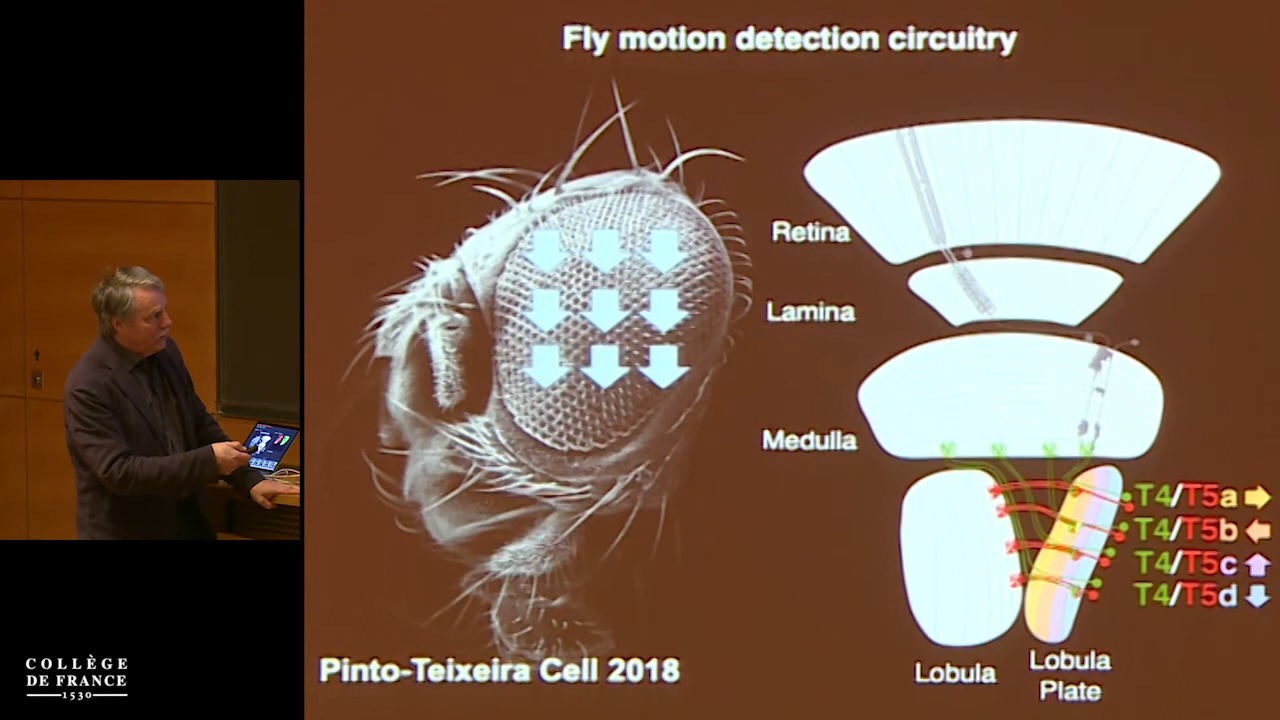 Fly motion detection circuitry
Retina
Lamina
Medulla
T4/T5a
T4/T5b
T4/T5c
T4/T5d
Lobula
Lobula
Plate
Pinto-Teixeira Cell 2018
COLLÈGE
DE FRANCE
1530